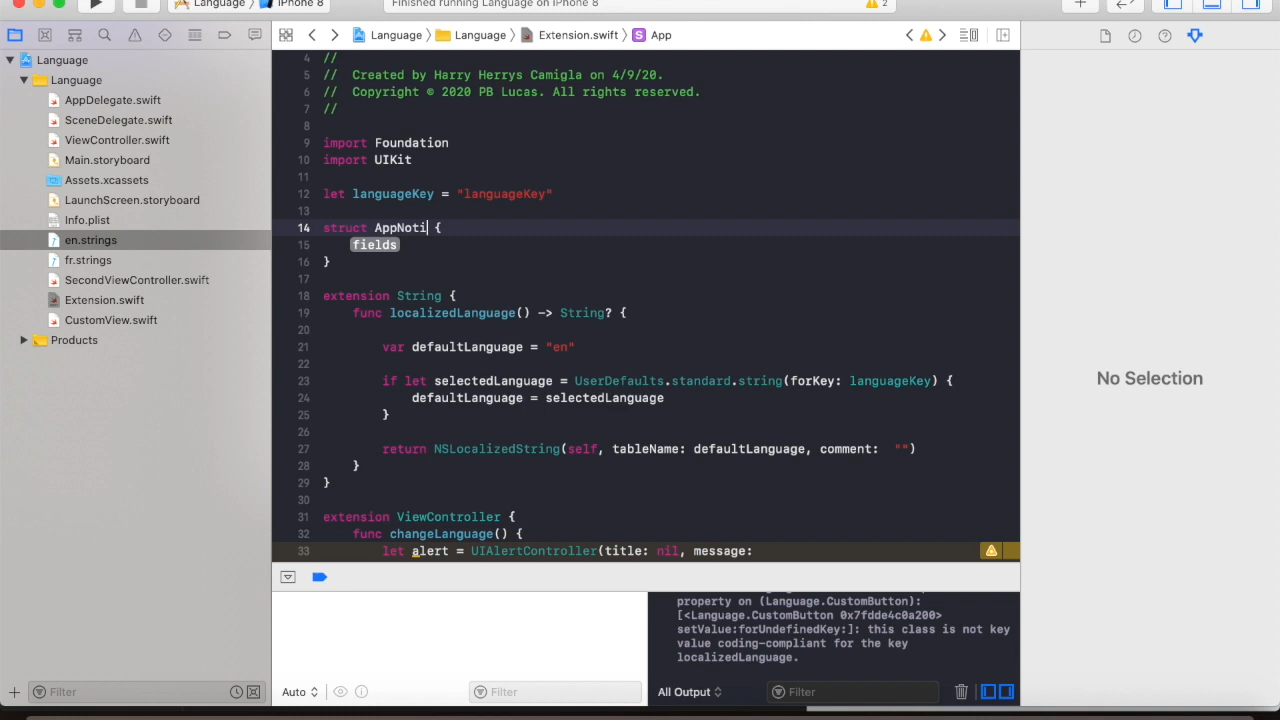 Language
iPhone 8
Finished running Language on iPhone 8
2
Language
Language
Extension.swift
S
App
Language
Language
AppDelegate.swift
SceneDelegate.swift
ViewController.swift
Main.storyboard
Assets.xcassets
LaunchScreen.storyboard
Info.plist
en.strings
fr.strings
SecondViewController.swift
Extension.swift
CustomView.swift
Products
4 //
5 // Created by Harry Herrys Camigla on 4/9/20.
6 // Copyright © 2020 PB Lucas. All rights reserved.
7 //
8
9 import Foundation
10 import UIKit
11
12 let languageKey = "languageKey"
13
14 struct AppNoti {
15 fields
16 }
17
18 extension String {
19 func localizedLanguage() -> String? {
20
21 var defaultLanguage = "en"
22
23 if let selectedLanguage = UserDefaults.standard.string(forKey: languageKey) {
24 defaultLanguage = selectedLanguage
25 }
26
27 return NSLocalizedString(self, tableName: defaultLanguage, comment: "")
28 }
29 }
30
31 extension ViewController {
32 func changeLanguage() {
33 let alert = UIAlertController(title: nil, message:
No Selection
property on (Language.CustomButton):
[<Language.CustomButton 0x7fdde4c0a200>
setValue:forUndefinedKey:]: this class is not key
value coding-compliant for the key
localizedLanguage.
Filter
Auto
Filter
All Output
Filter